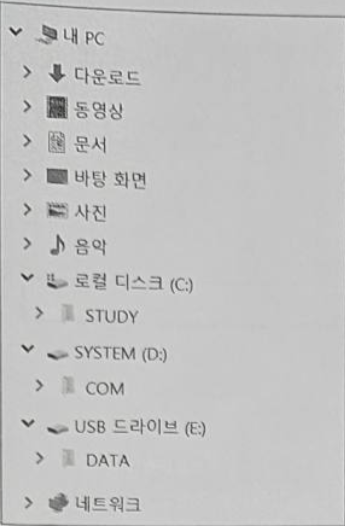 내 PC
다운로드
동영상
문서
바탕 화면
사진
음악
로컬 디스크 (C:)
STUDY
SYSTEM (D:)
COM
USB 드라이브 (E:)
DATA
네트워크